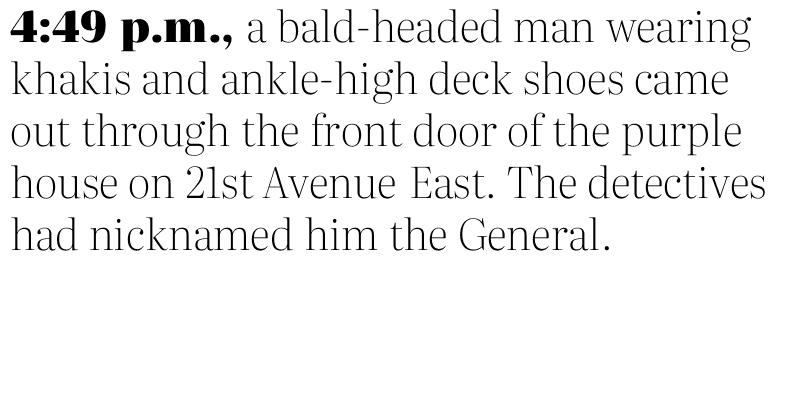 4:49 p.m., a bald-headed man wearing
khakis and ankle-high deck shoes came
out through the front door of the purple
house on 21st Avenue East. The detectives
had nicknamed him the General.